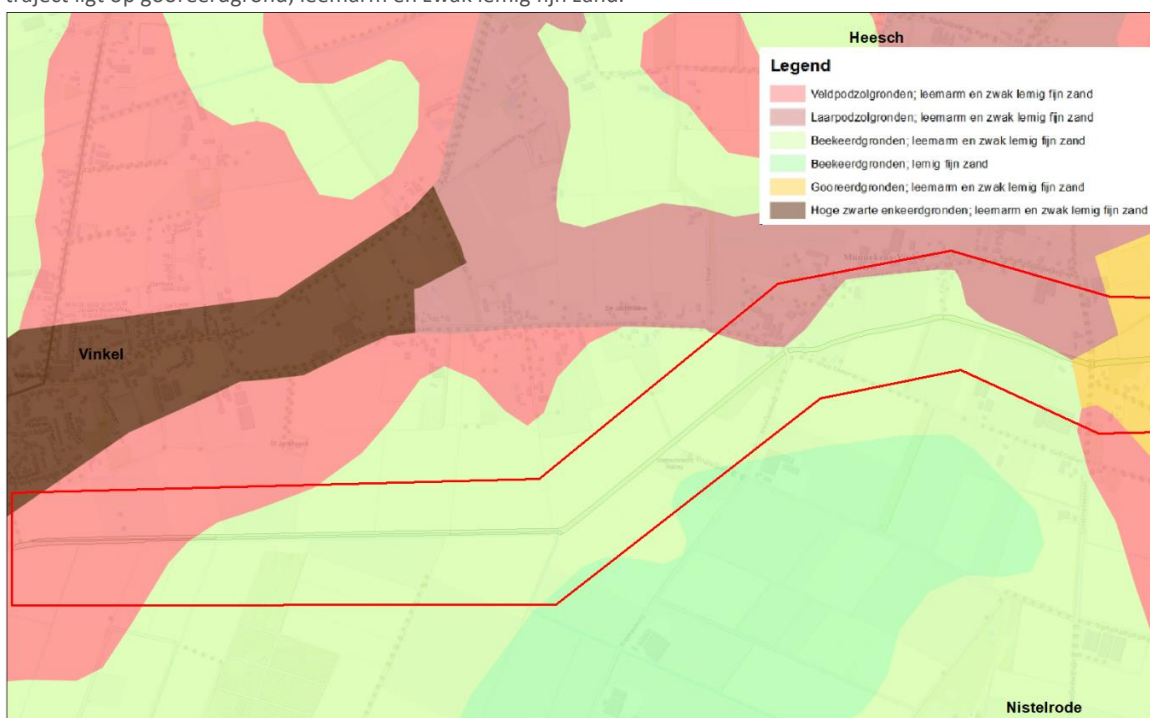 traject ligt op gooreerdgrond; leemarm en zwak lemig fijn zand.
Heesch
Legend
Veldpodzolgronden; leemarm en zwak lemig fijn zand
Laarpodzolgronden; leemarm en zwak lemig fijn zand
Beekeerdgronden; leemarm en zwak lemig fijn zand
Beekeerdgronden; lemig fijn zand
Gooreerdgronden; leemarm en zwak lemig fijn zand
Hoge zwarte enkeerdgronden; leemarm en zwak lemig fijn zand
Vinkel
Nistelrode